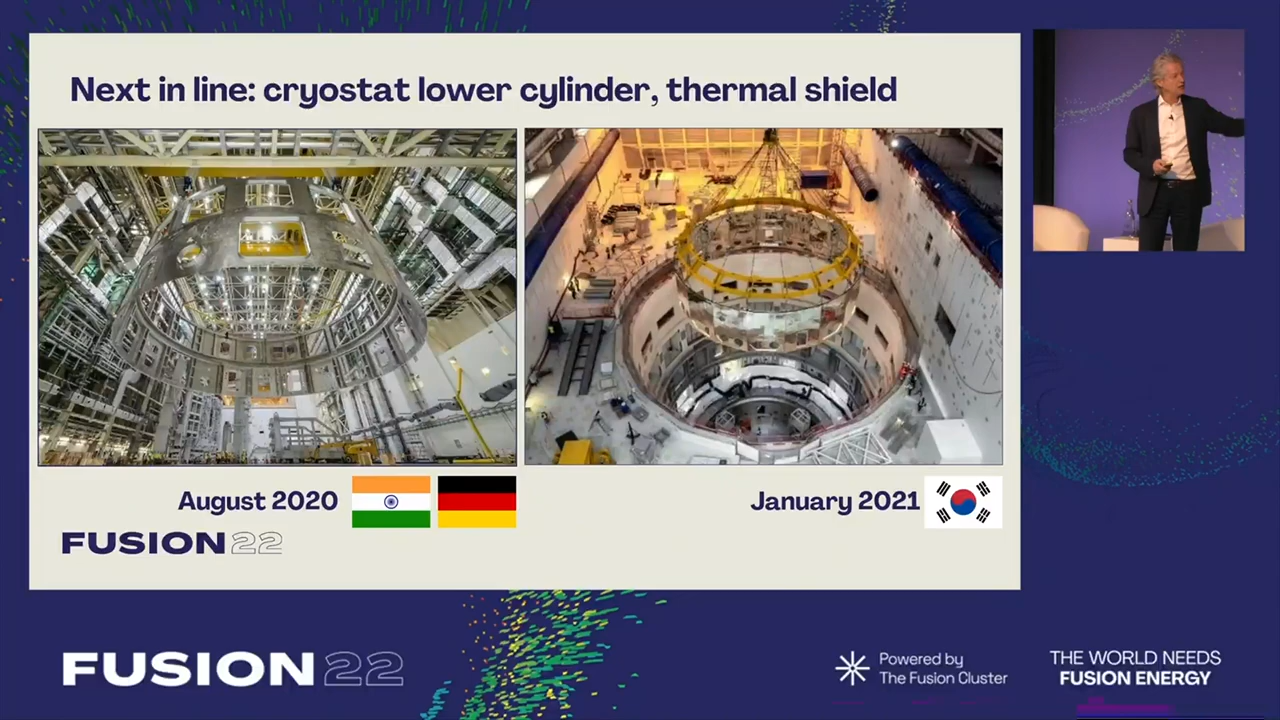 Next in line: cryostat lower cylinder, thermal shield
August 2020
January 2021
FUSION22
FUSION22
Powered by
The Fusion Cluster
THE WORLD NEEDS
FUSION ENERGY